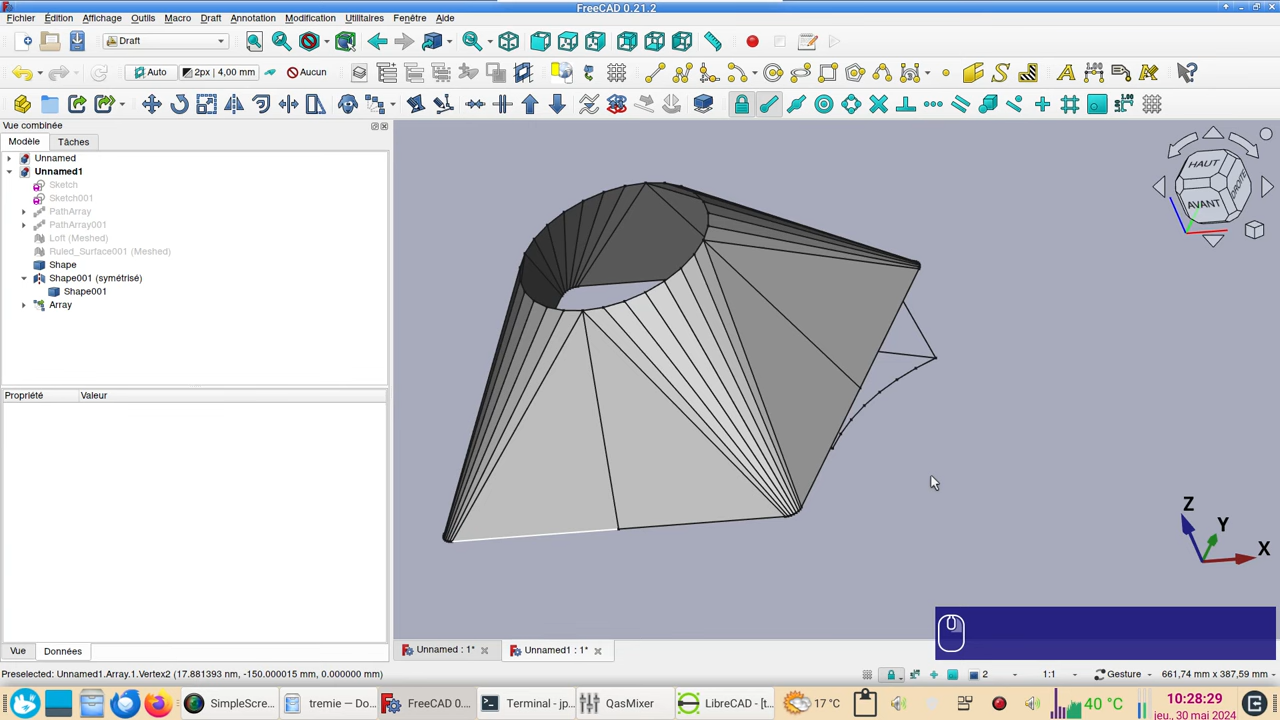 FreeCAD 0.21.2
Fichier Édition Affichage Outils Macro Draft Annotation Modification Utilitaires Fenêtre Aide
Draft
Auto 2px | 4,00 mm Aucun
Vue combinée
Modèle Tâches
Unnamed
Unnamed1
Sketch
Sketch001
PathArray
PathArray001
Loft (Meshed)
Ruled_Surface001 (Meshed)
Shape
Shape001 (symétrisé)
Shape001
Array
Propriété Valeur
HAUT
AVANT
DROITE
Z
Y
X
Vue Données
Unnamed : 1* Unnamed1 : 1*
Preselected: Unnamed1.Array.1.Vertex2 (17.881393 nm, -150.000015 mm, 0.000000 mm) 2 1:1 Gesture 661,74 mm x 387,59 mm
SimpleScre... tremie — Do... FreeCAD 0... Terminal - jp... QasMixer LibreCAD - [t... 17 °C 40 °C Gaucher 10:28:29
jeu., 30 mai 2024